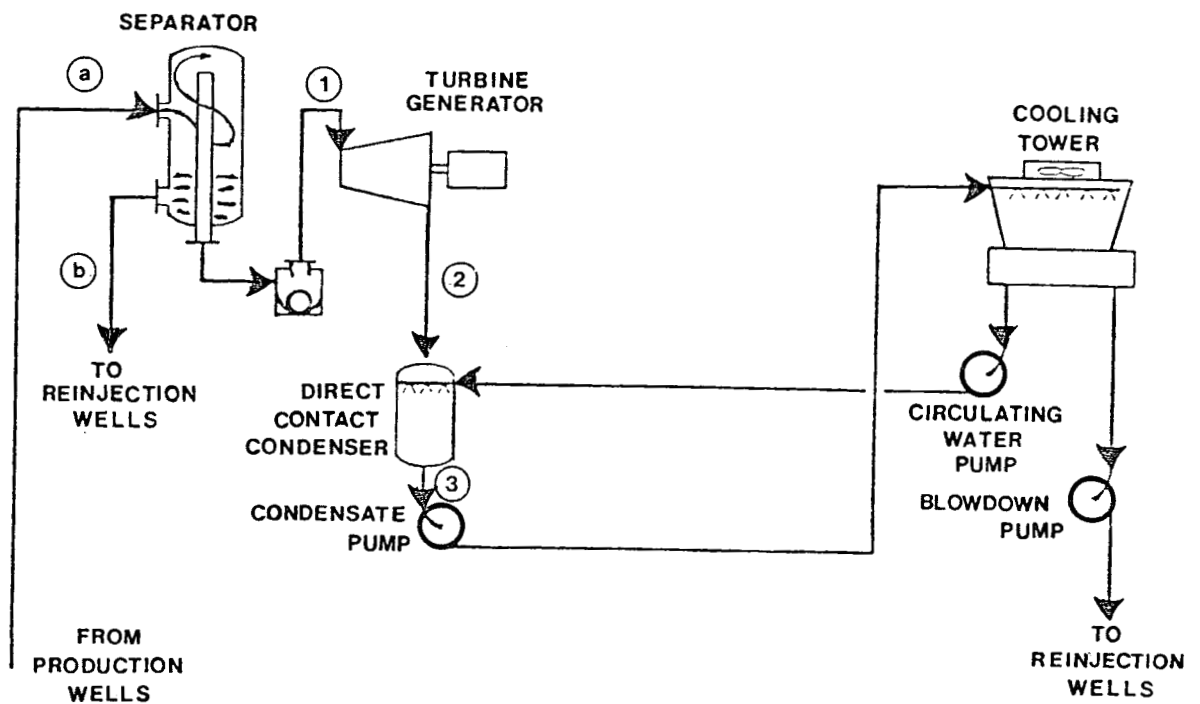 SEPARATOR
a
1
TURBINE
GENERATOR
COOLING
TOWER
b
2
TO
REINJECTION
WELLS
DIRECT
CONTACT
CONDENSER
CIRCULATING
WATER
PUMP
3
CONDENSATE
PUMP
BLOWDOWN
PUMP
FROM
PRODUCTION
WELLS
TO
REINJECTION
WELLS